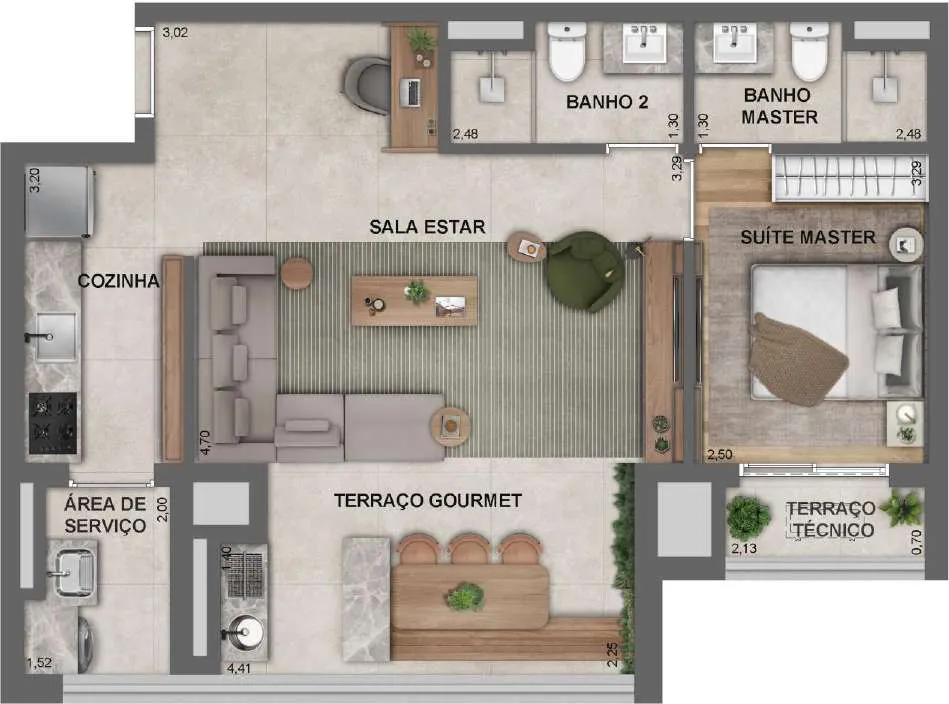 3,02
BANHO 2
BANHO
MASTER
2,48
1,30
1,30
2,48
3,20
3,29
3,29
SALA ESTAR
SUÍTE MASTER
COZINHA
4,70
2,50
ÁREA DE
SERVIÇO
2,00
TERRAÇO GOURMET
TERRAÇO
TÉCNICO
2,13
0,70
1,40
1,52
4,41
2,25